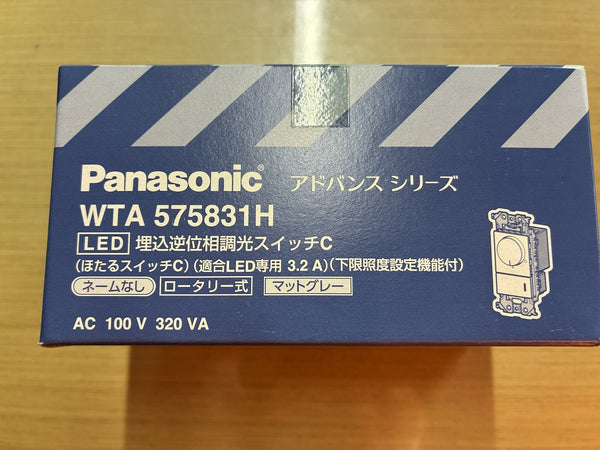 Panasonic® アドバンス シリーズ
WTA 575831H
LED 埋込逆位相調光スイッチC
(ほたるスイッチC)(適合LED専用 3.2 A)(下限照度設定機能付)
ネームなし ロータリー式 マットグレー
AC 100 V 320 VA